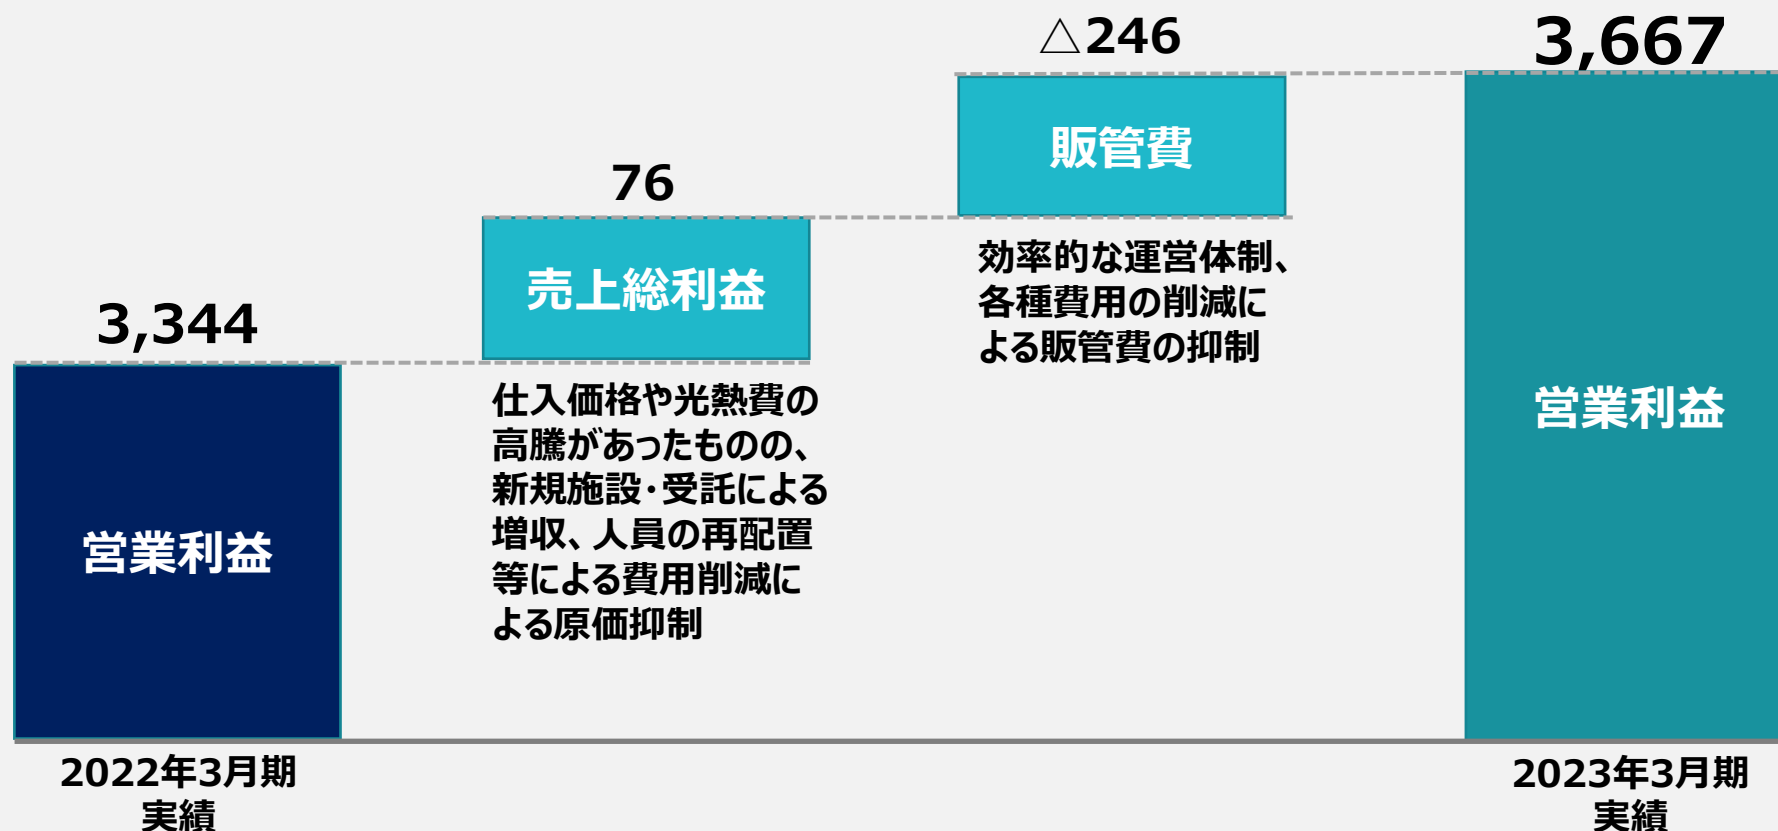 3,344
営業利益
2022年3月期
実績
76
売上総利益
仕入価格や光熱費の
高騰があったものの、
新規施設・受託による
増収、人員の再配置
等による費用削減に
よる原価抑制
△246
販管費
効率的な運営体制、
各種費用の削減に
よる販管費の抑制
3,667
営業利益
2023年3月期
実績